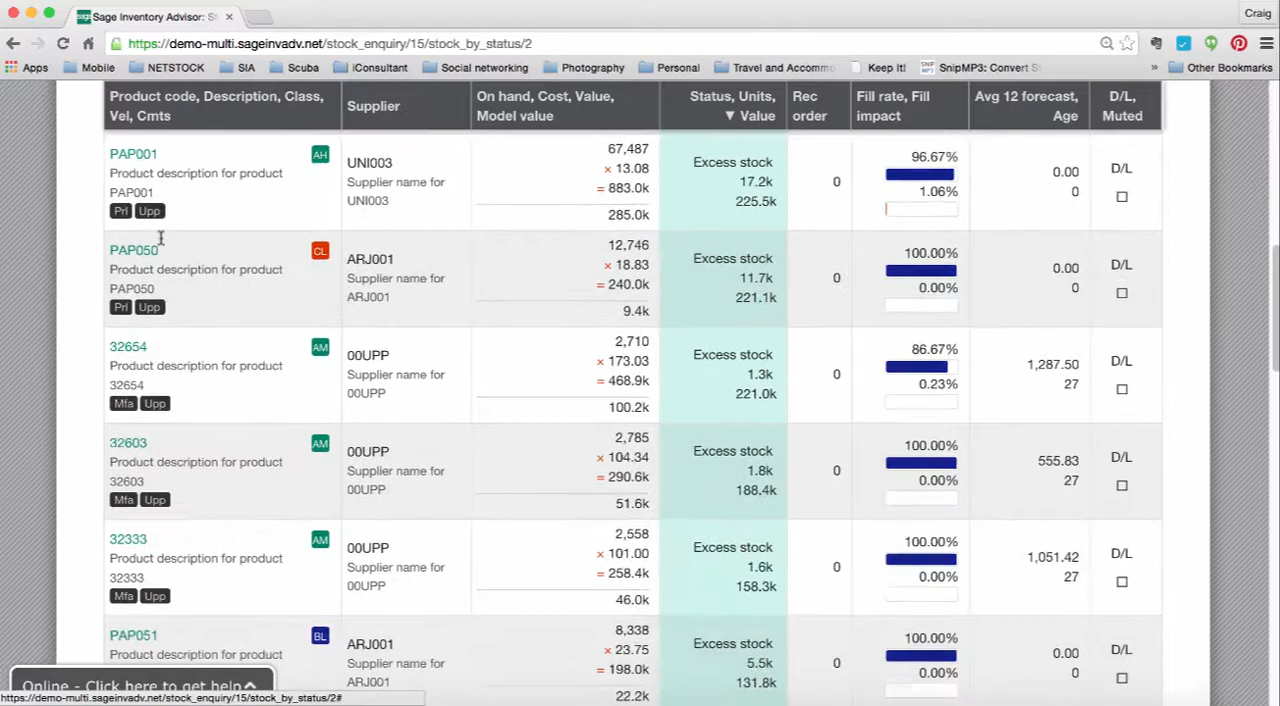 Sage Inventory Advisor: St
Craig
https://demo-multi.sageinvadv.net/stock_enquiry/15/stock_by_status/2
Apps Mobile NETSTOCK SIA Scuba iConsultant Social networking Photography Personal Travel and Accomm Keep It! SnipMP3: Convert S » Other Bookmarks
Product code, Description, Class, Vel, Cmts
Supplier
On hand, Cost, Value, Model value
Status, Units, ▼ Value
Rec order
Fill rate, Fill impact
Avg 12 forecast, Age
D/L, Muted
PAP001 AH
Product description for product
PAP001
Prl Upp
UNI003
Supplier name for
UNI003
67,487
× 13.08
= 883.0k
285.0k
Excess stock
17.2k
225.5k
0
96.67%
1.06%
0.00
0
D/L
PAP050 CL
Product description for product
PAP050
Prl Upp
ARJ001
Supplier name for
ARJ001
12,746
× 18.83
= 240.0k
9.4k
Excess stock
11.7k
221.1k
0
100.00%
0.00%
0.00
0
D/L
32654 AM
Product description for product
32654
Mfa Upp
00UPP
Supplier name for
00UPP
2,710
× 173.03
= 468.9k
100.2k
Excess stock
1.3k
221.0k
0
86.67%
0.23%
1,287.50
27
D/L
32603 AM
Product description for product
32603
Mfa Upp
00UPP
Supplier name for
00UPP
2,785
× 104.34
= 290.6k
51.6k
Excess stock
1.8k
188.4k
0
100.00%
0.00%
555.83
27
D/L
32333 AM
Product description for product
32333
Mfa Upp
00UPP
Supplier name for
00UPP
2,558
× 101.00
= 258.4k
46.0k
Excess stock
1.6k
158.3k
0
100.00%
0.00%
1,051.42
27
D/L
PAP051 BL
Product description for product
ARJ001
Supplier name for
ARJ001
8,338
× 23.75
= 198.0k
22.2k
Excess stock
5.5k
131.8k
0
100.00%
0.00%
0.00
0
D/L
Online - Click here to get help
https://demo-multi.sageinvadv.net/stock_enquiry/15/stock_by_status/2#